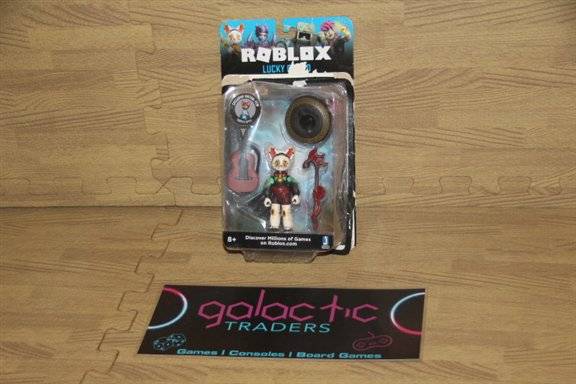 ROBLOX
LUCKY
8+
Discover Millions of Games
on Roblox.com
galactic
TRADERS
Games | Consoles | Board Games